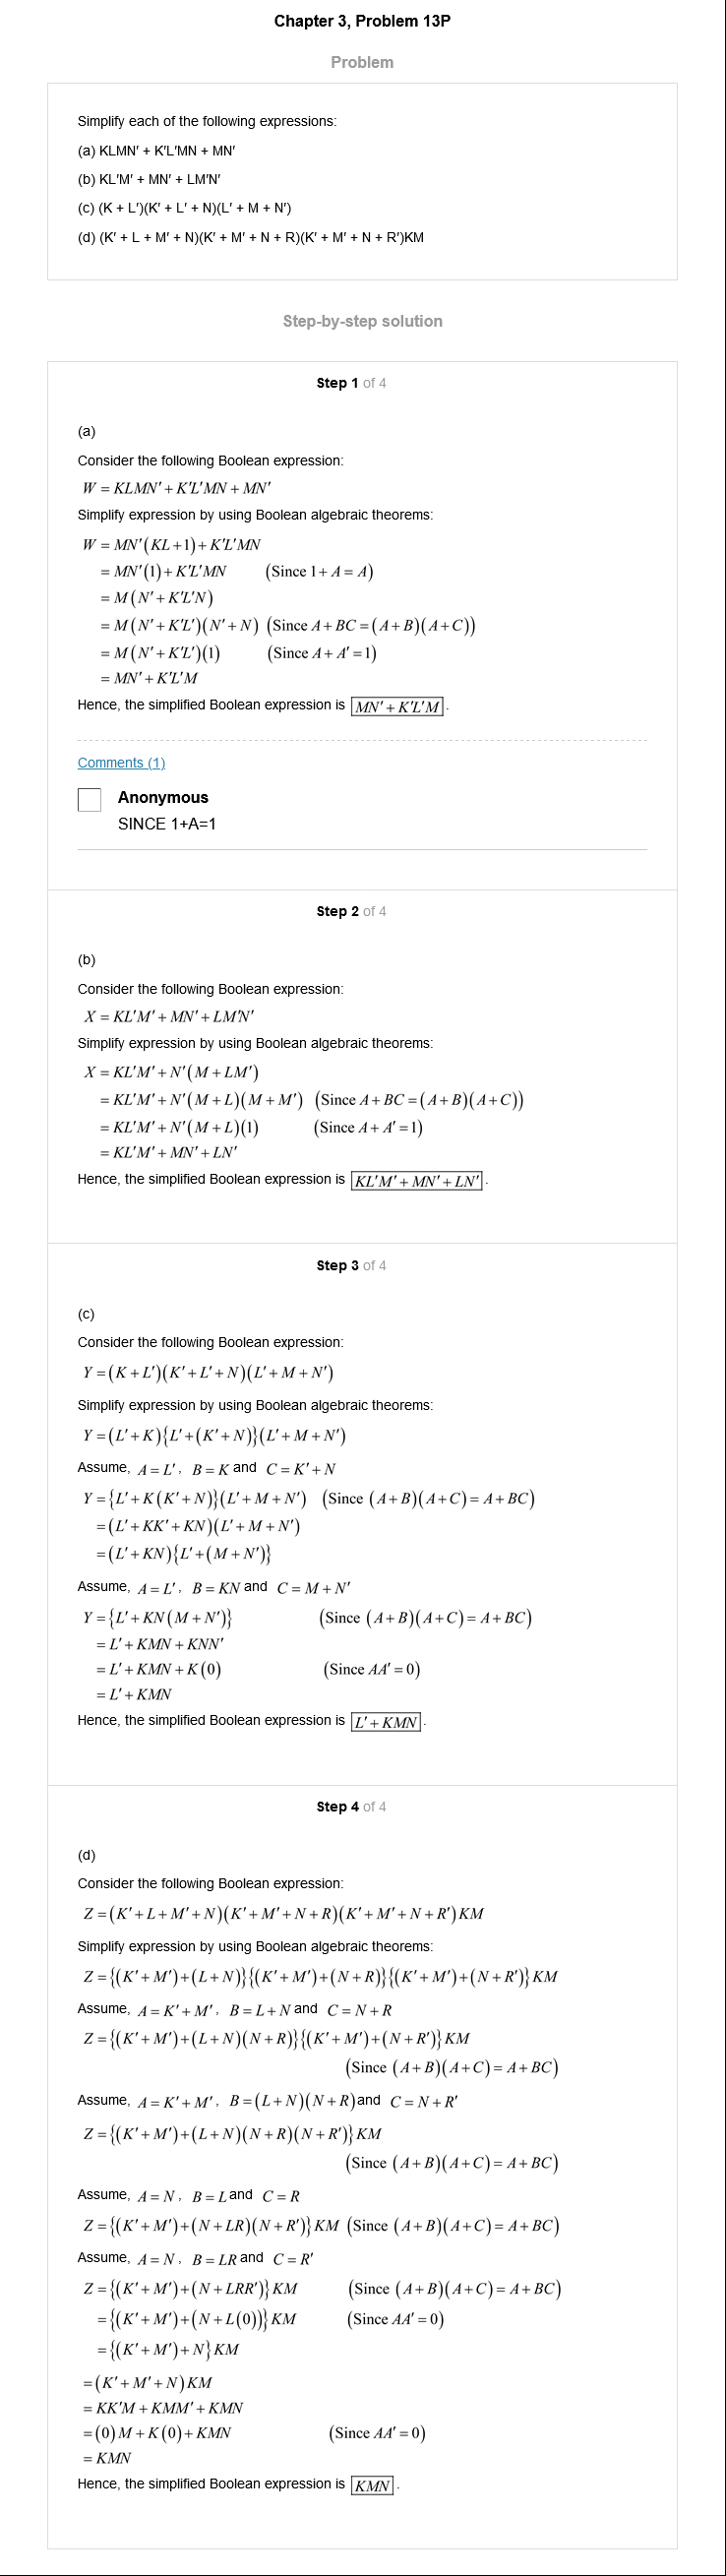 Chapter 3, Problem 13P
Problem
Simplify each of the following expressions:
(a) KLMN′ + K′L′MN + MN′
(b) KL′M′ + MN′ + LM′N′
(c) (K + L′)(K′ + L′ + N)(L′ + M + N′)
(d) (K′ + L + M′ + N)(K′ + M′ + N + R)(K′ + M′ + N + R′)KM
Step-by-step solution
Step 1 of 4
(a)
Consider the following Boolean expression:
W = KLMN′ + K′L′MN + MN′
Simplify expression by using Boolean algebraic theorems:
W = MN′(KL+1) + K′L′MN
= MN′(1) + K′L′MN (Since 1 + A = A)
= M(N′ + K′L′N)
= M(N′ + K′L′)(N′ + N) (Since A + BC = (A + B)(A + C))
= M(N′ + K′L′)(1) (Since A + A′ = 1)
= MN′ + K′L′M
Hence, the simplified Boolean expression is MN′ + K′L′M.
Comments (1)
Anonymous
SINCE 1+A=1
Step 2 of 4
(b)
Consider the following Boolean expression:
X = KL′M′ + MN′ + LM′N′
Simplify expression by using Boolean algebraic theorems:
X = KL′M′ + N′(M + LM′)
= KL′M′ + N′(M + L)(M + M′) (Since A + BC = (A + B)(A + C))
= KL′M′ + N′(M + L)(1) (Since A + A′ = 1)
= KL′M′ + MN′ + LN′
Hence, the simplified Boolean expression is KL′M′ + MN′ + LN′.
Step 3 of 4
(c)
Consider the following Boolean expression:
Y = (K + L′)(K′ + L′ + N)(L′ + M + N′)
Simplify expression by using Boolean algebraic theorems:
Y = (L′ + K){L′ + (K′ + N)}(L′ + M + N′)
Assume, A = L′, B = K and C = K′ + N
Y = {L′ + K(K′ + N)}(L′ + M + N′) (Since (A + B)(A + C) = A + BC)
= (L′ + KK′ + KN)(L′ + M + N′)
= (L′ + KN){L′ + (M + N′)}
Assume, A = L′, B = KN and C = M + N′
Y = {L′ + KN(M + N′)} (Since (A + B)(A + C) = A + BC)
= L′ + KMN + KNN′
= L′ + KMN + K(0) (Since AA′ = 0)
= L′ + KMN
Hence, the simplified Boolean expression is L′ + KMN.
Step 4 of 4
(d)
Consider the following Boolean expression:
Z = (K′ + L + M′ + N)(K′ + M′ + N + R)(K′ + M′ + N + R′)KM
Simplify expression by using Boolean algebraic theorems:
Z = {(K′ + M′) + (L + N)}{(K′ + M′) + (N + R)}{(K′ + M′) + (N + R′)}KM
Assume, A = K′ + M′, B = L + N and C = N + R
Z = {(K′ + M′) + (L + N)(N + R)}{(K′ + M′) + (N + R′)}KM
(Since (A + B)(A + C) = A + BC)
Assume, A = K′ + M′, B = (L + N)(N + R) and C = N + R′
Z = {(K′ + M′) + (L + N)(N + R)(N + R′)}KM
(Since (A + B)(A + C) = A + BC)
Assume, A = N, B = L and C = R
Z = {(K′ + M′) + (N + LR)(N + R′)}KM (Since (A + B)(A + C) = A + BC)
Assume, A = N, B = LR and C = R′
Z = {(K′ + M′) + (N + LRR′)}KM (Since (A + B)(A + C) = A + BC)
= {(K′ + M′) + (N + L(0))}KM (Since AA′ = 0)
= {(K′ + M′) + N}KM
= (K′ + M′ + N)KM
= KK′M + KMM′ + KMN
= (0)M + K(0) + KMN (Since AA′ = 0)
= KMN
Hence, the simplified Boolean expression is KMN.